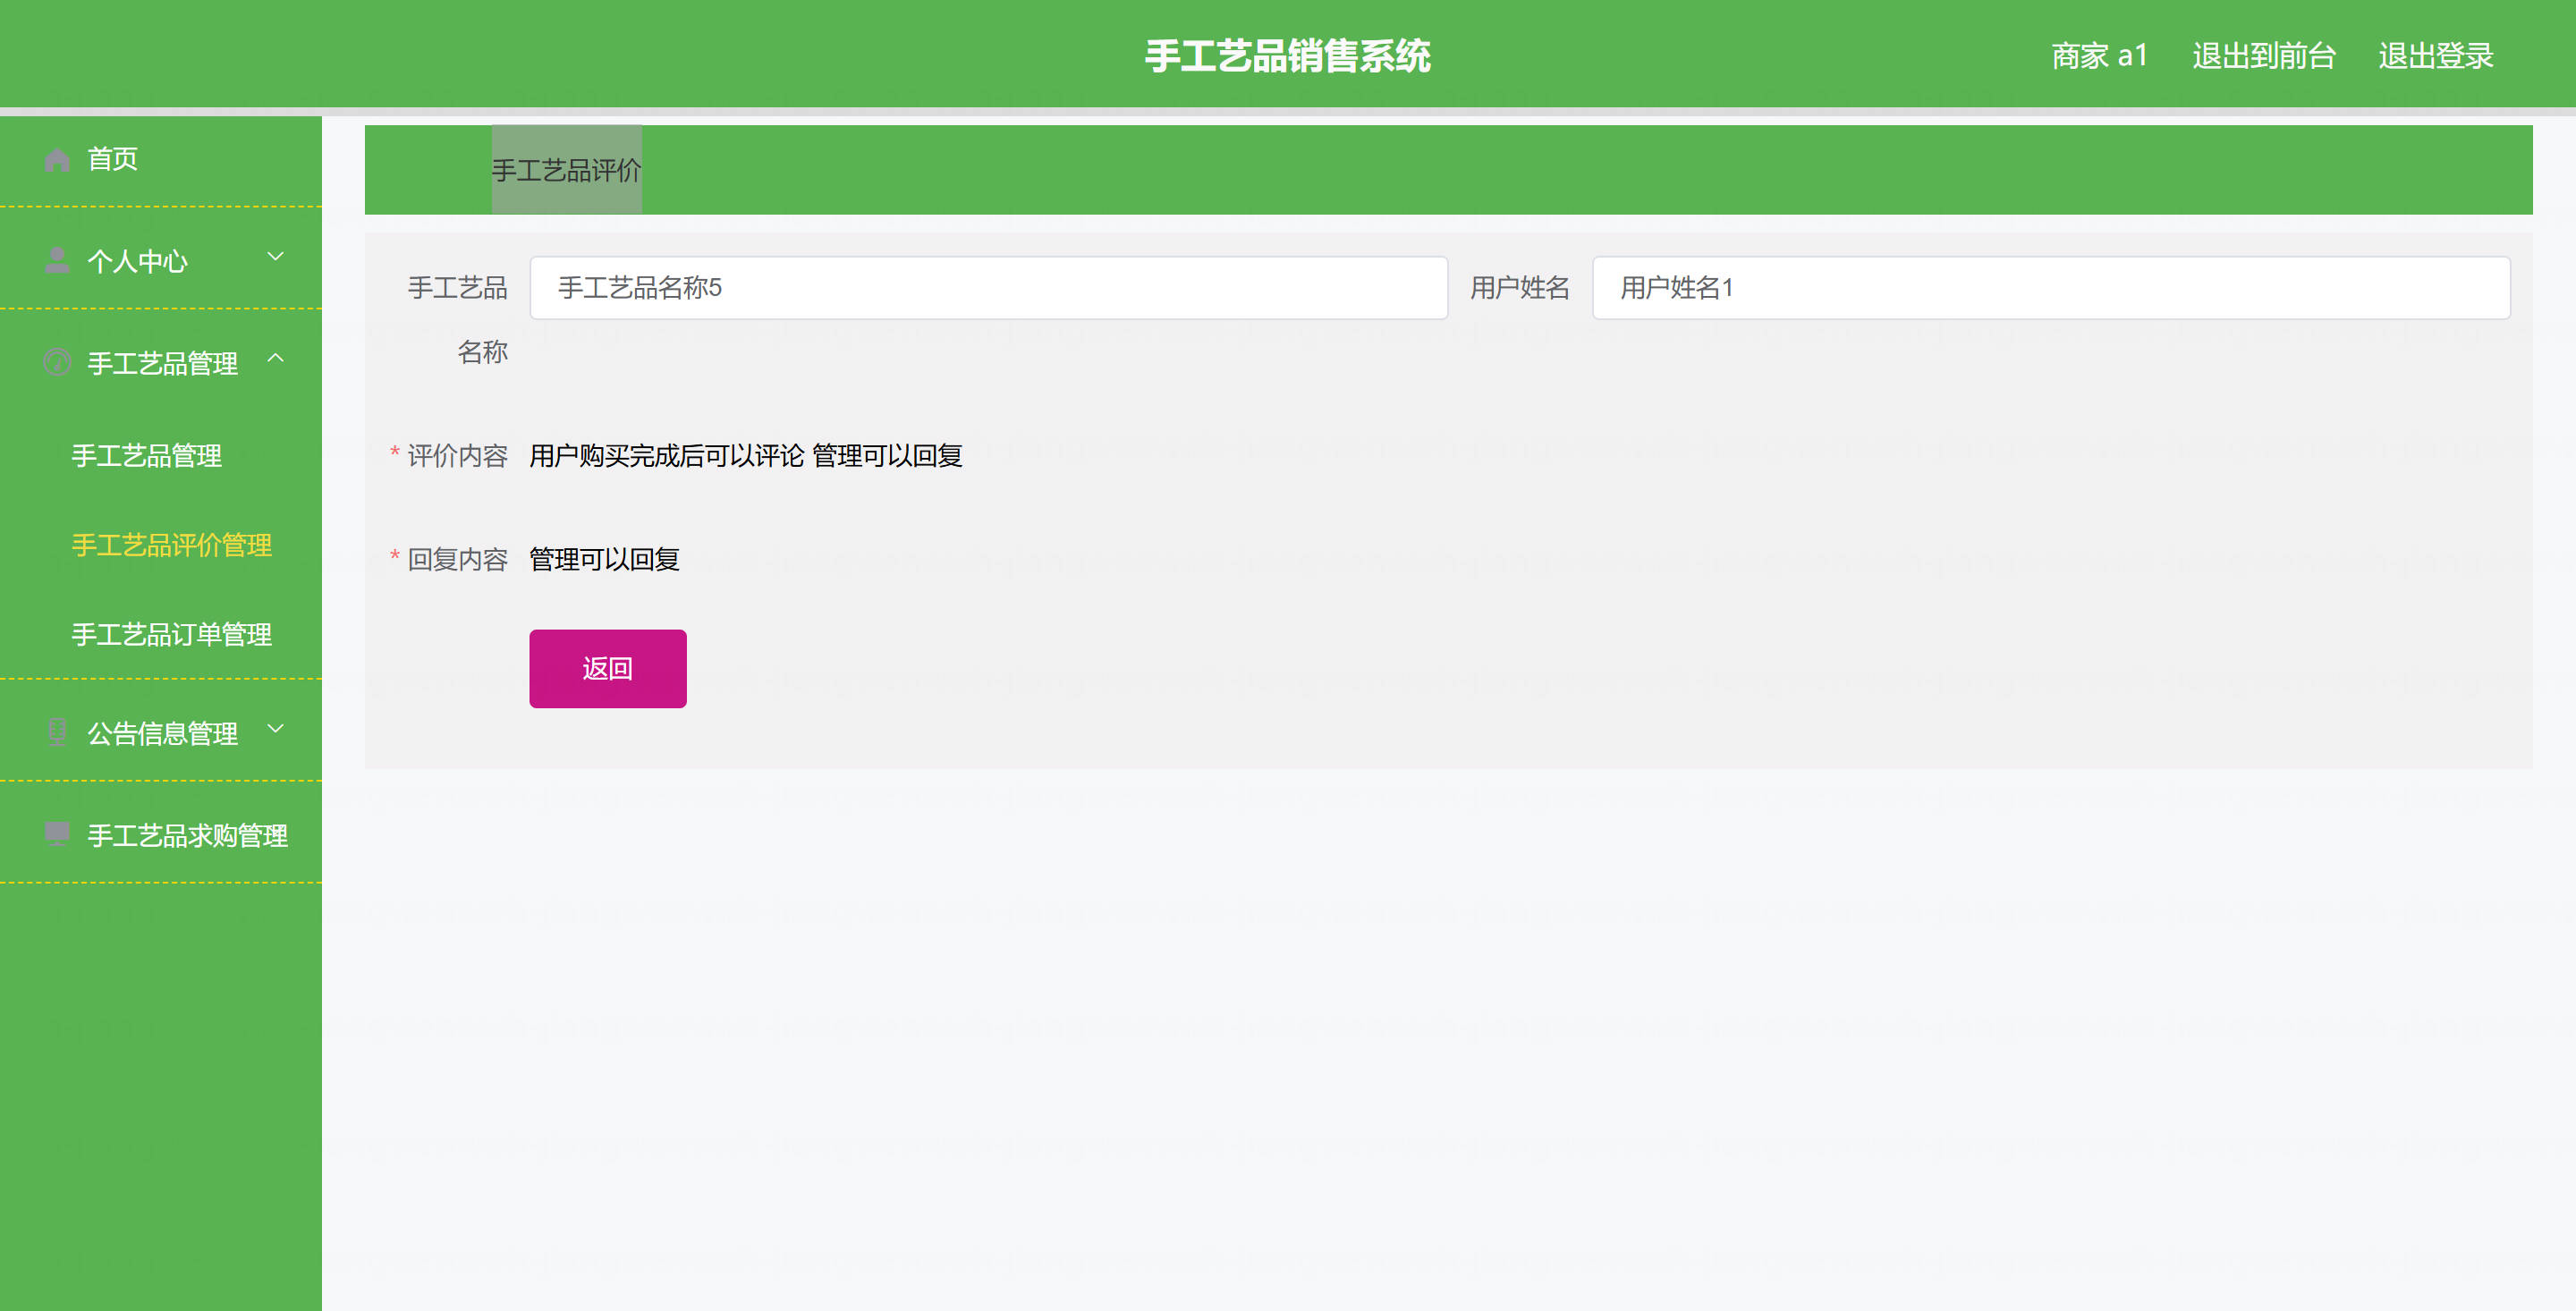 手工艺品销售系统
商家 a1 退出到前台 退出登录
首页
个人中心
手工艺品管理
手工艺品管理
手工艺品评价管理
手工艺品订单管理
公告信息管理
手工艺品求购管理
手工艺品评价
手工艺品
名称
手工艺品名称5
用户姓名
用户姓名1
* 评价内容
用户购买完成后可以评论 管理可以回复
* 回复内容
管理可以回复
返回